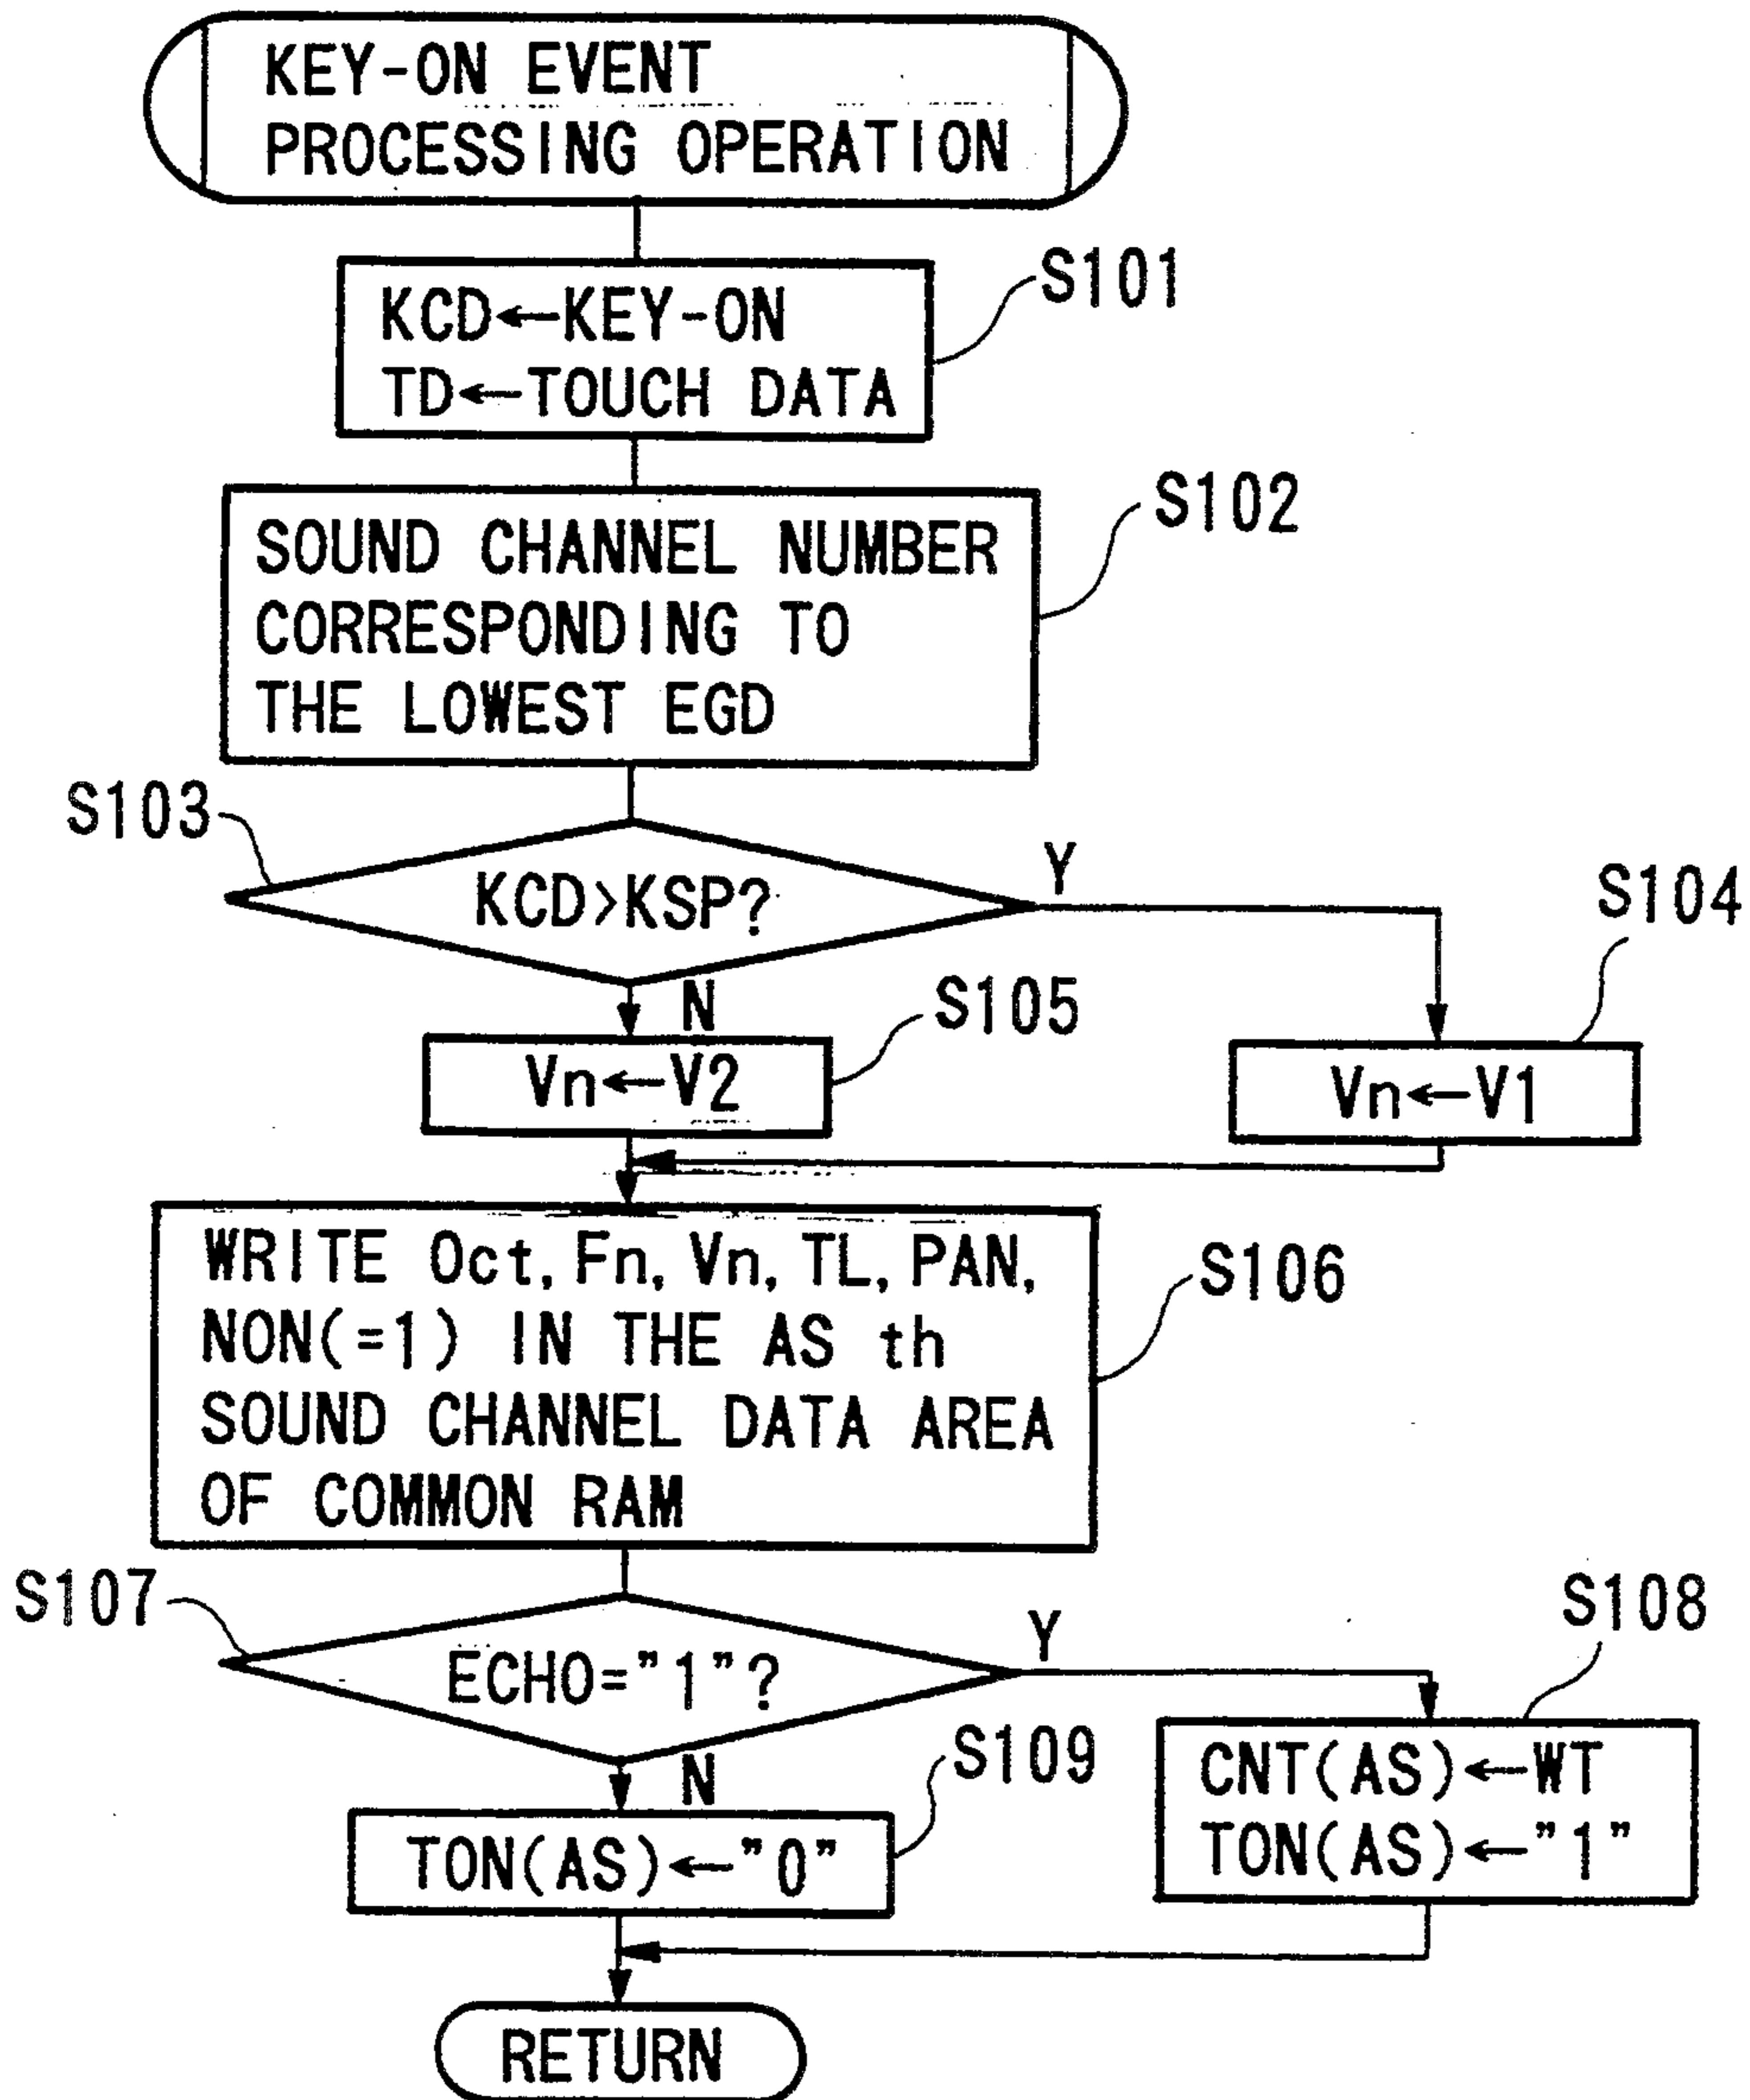 KEY-ON EVENT
PROCESSING OPERATION
KCD←KEY-ON
TD←TOUCH DATA
S101
SOUND CHANNEL NUMBER
CORRESPONDING TO
THE LOWEST EGD
S102
S103
KCD>KSP?
Y
N
S104
Vn←V1
S105
Vn←V2
WRITE Oct, Fn, Vn, TL, PAN,
NON(=1) IN THE AS th
SOUND CHANNEL DATA AREA
OF COMMON RAM
S106
S107
ECHO="1"?
Y
N
S108
CNT(AS)←WT
TON(AS)←"1"
S109
TON(AS)←"0"
RETURN